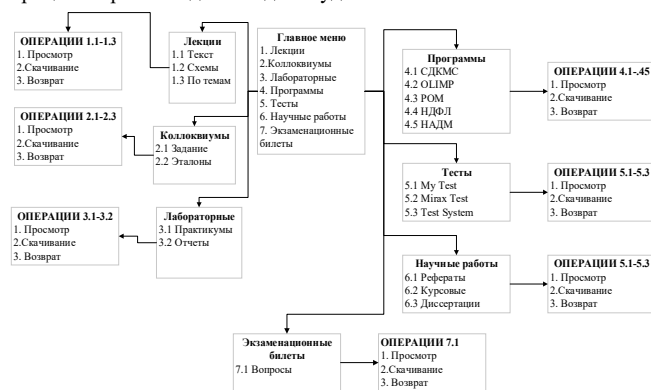 ОПЕРАЦИИ 1.1-1.3
1. Просмотр
2.Скачивание
3. Возврат
Лекции
1.1 Текст
1.2 Схемы
1.3 По темам
Главное меню
1. Лекции
2.Коллоквиумы
3. Лабораторные
4. Программы
5. Тесты
6. Научные работы
7. Экзаменационные
билеты
Программы
4.1 СДКМС
4.2 OLIMP
4.3 РОМ
4.4 НДФЛ
4.5 НАДМ
ОПЕРАЦИИ 4.1-.45
1. Просмотр
2.Скачивание
3. Возврат
ОПЕРАЦИИ 2.1-2.3
1. Просмотр
2.Скачивание
3. Возврат
Коллоквиумы
2.1 Задание
2.2 Эталоны
Тесты
5.1 My Test
5.2 Mirax Test
5.3 Test System
ОПЕРАЦИИ 5.1-5.3
1. Просмотр
2.Скачивание
3. Возврат
ОПЕРАЦИИ 3.1-3.2
1. Просмотр
2.Скачивание
3. Возврат
Лабораторные
3.1 Практикумы
3.2 Отчеты
Научные работы
6.1 Рефераты
6.2 Курсовые
6.3 Диссертации
ОПЕРАЦИИ 5.1-5.3
1. Просмотр
2.Скачивание
3. Возврат
Экзаменационные
билеты
7.1 Вопросы
ОПЕРАЦИИ 7.1
1. Просмотр
2.Скачивание
3. Возврат